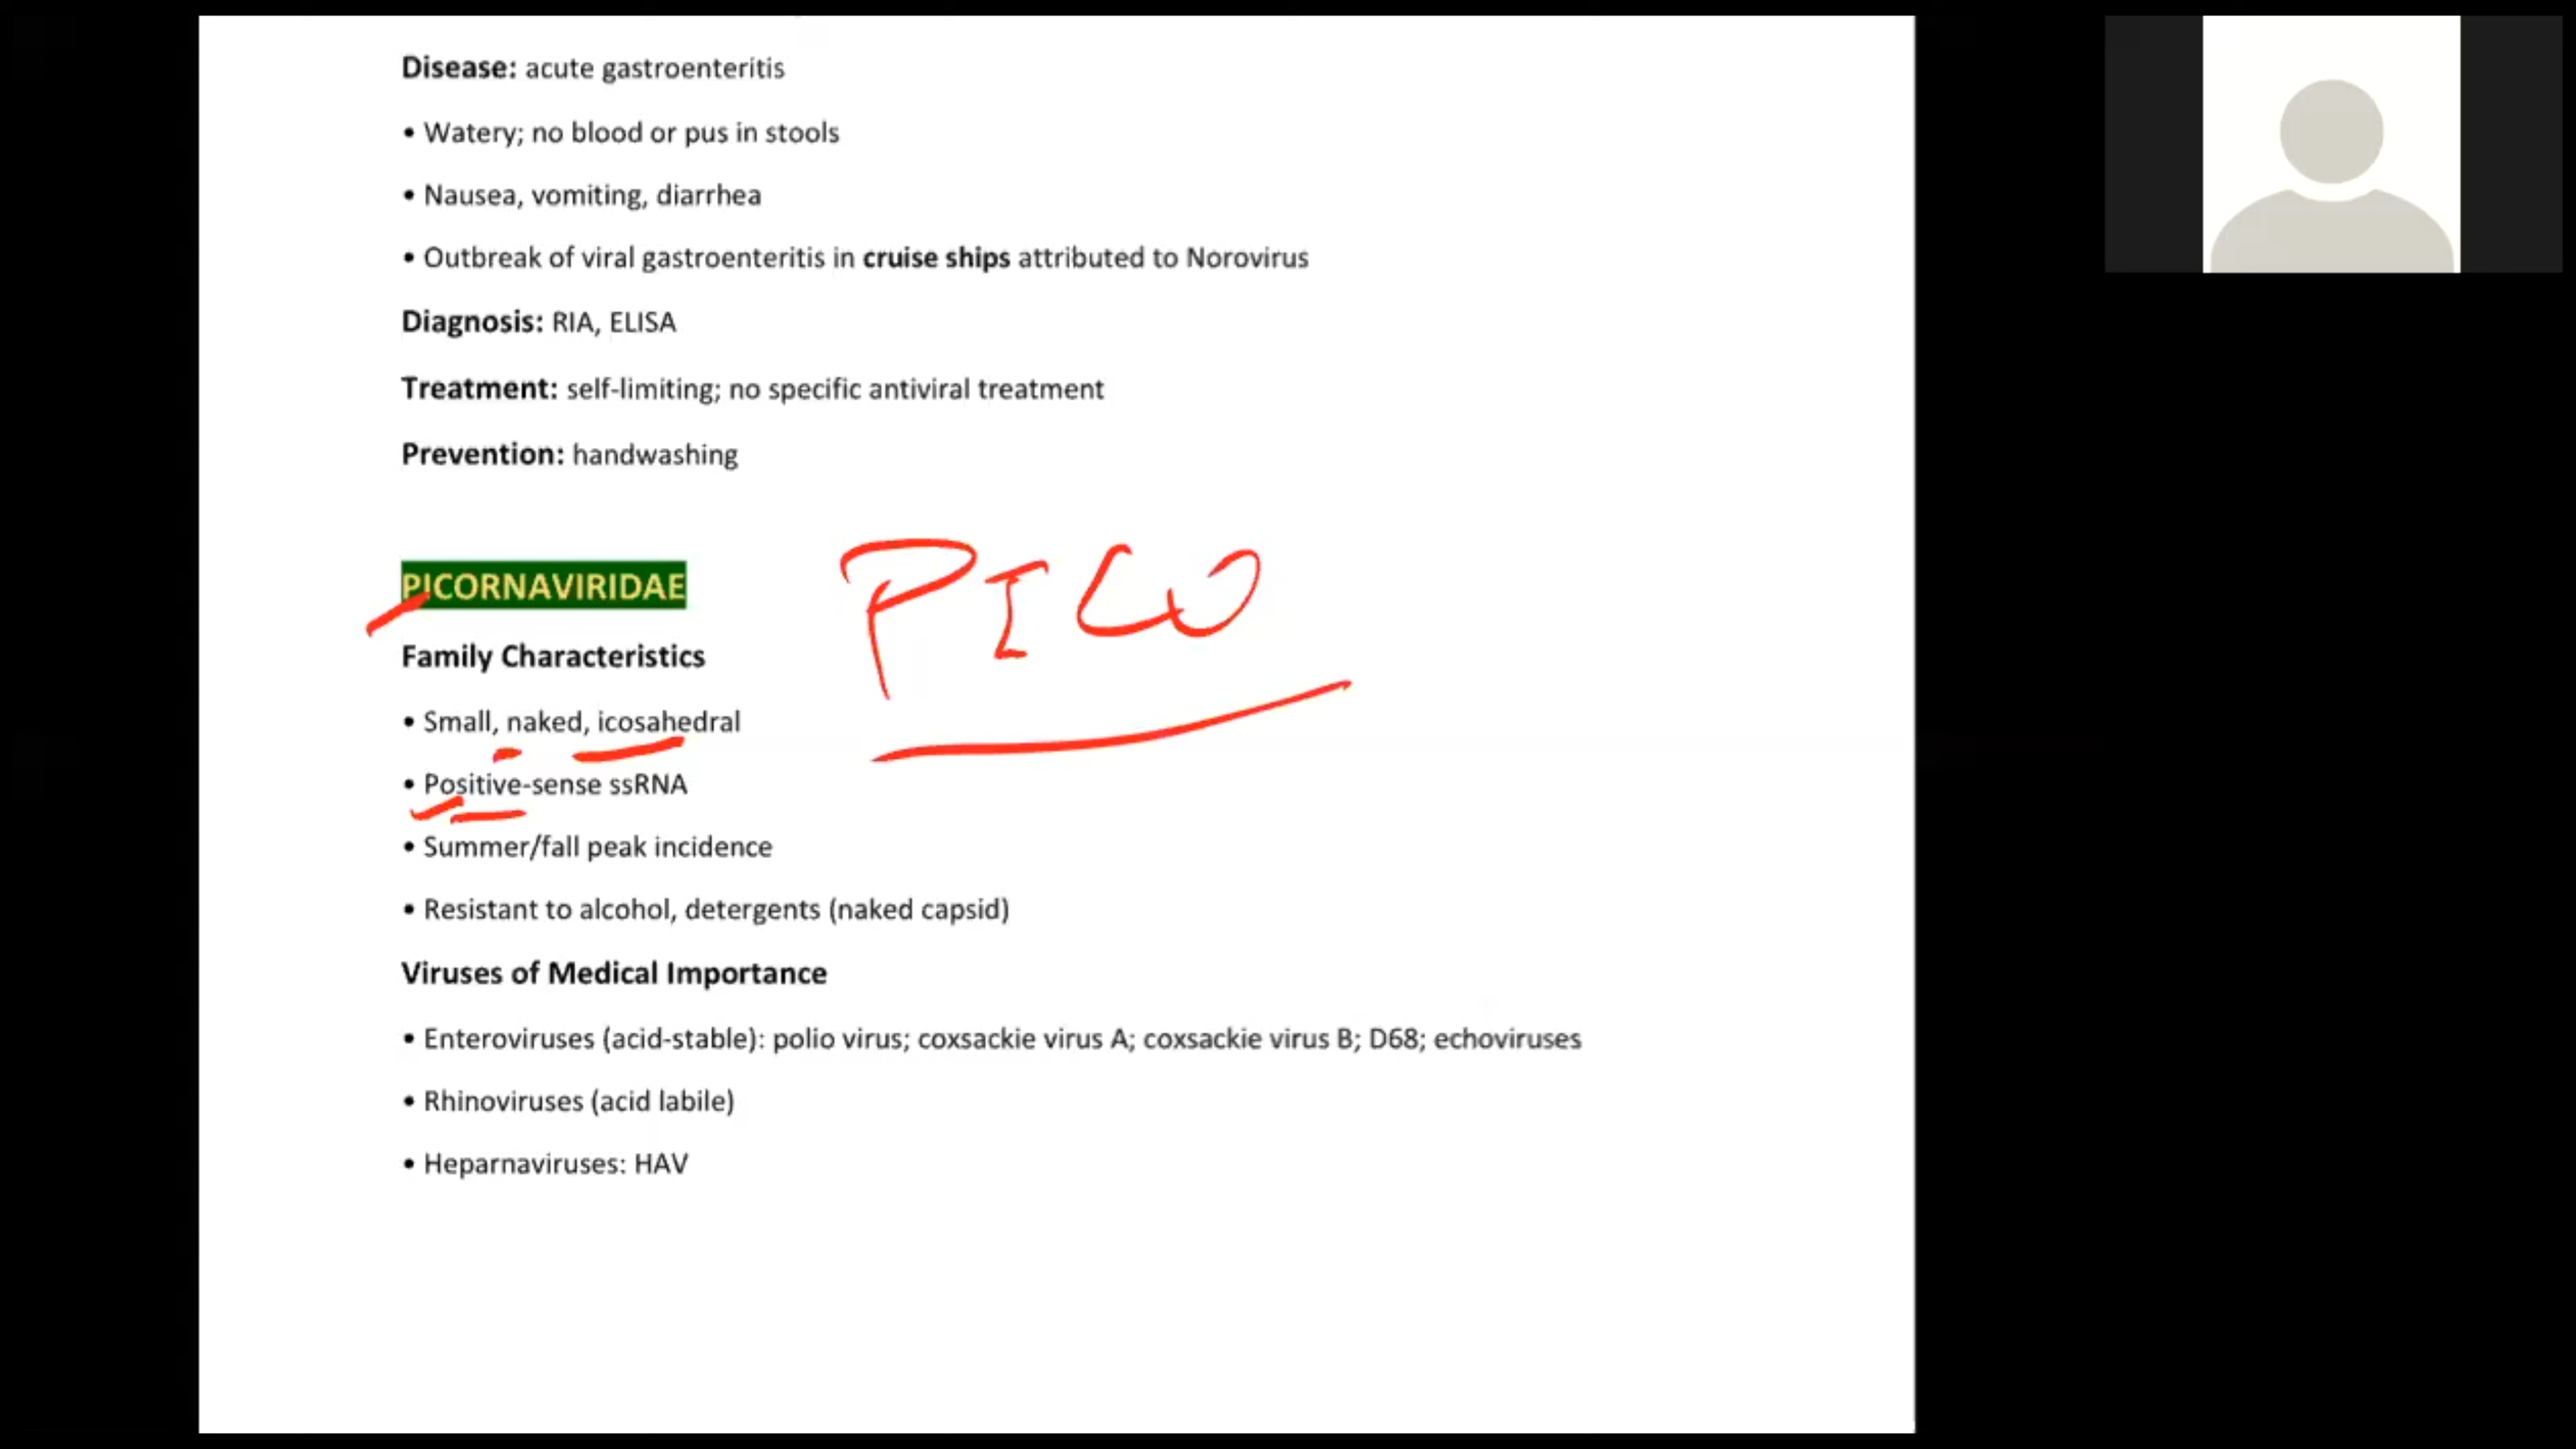 Disease: acute gastroenteritis
• Watery; no blood or pus in stools
• Nausea, vomiting, diarrhea
• Outbreak of viral gastroenteritis in cruise ships attributed to Norovirus
Diagnosis: RIA, ELISA
Treatment: self-limiting; no specific antiviral treatment
Prevention: handwashing
PICORNAVIRIDAE
PICO
Family Characteristics
• Small, naked, icosahedral
• Positive-sense ssRNA
• Summer/fall peak incidence
• Resistant to alcohol, detergents (naked capsid)
Viruses of Medical Importance
• Enteroviruses (acid-stable): polio virus; coxsackie virus A; coxsackie virus B; D68; echoviruses
• Rhinoviruses (acid labile)
• Heparnaviruses: HAV